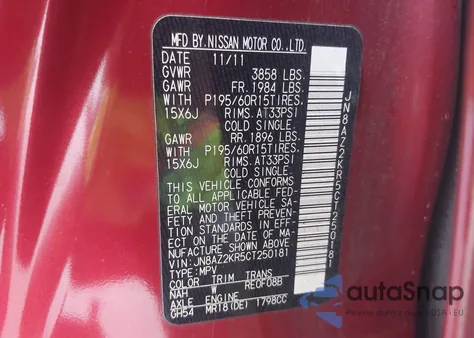 MFD BY. NISSAN MOTOR CO., LTD.
DATE 11/11
GVWR 3858 LBS.
GAWR FR. 1984 LBS.
WITH P195/60R15TIRES.
15X6J RIMS. AT33PSI
COLD SINGLE.
GAWR RR. 1896 LBS.
WITH P195/60R15TIRES.
15X6J RIMS. AT33PSI
COLD SINGLE.
THIS VEHICLE CONFORMS
TO ALL APPLICABLE FED-
ERAL MOTOR VEHICLE SA-
FETY AND THEFT PREVEN-
TION STANDARDS IN EFF-
ECT ON THE DATE OF MA-
NUFACTURE SHOWN ABOVE.
VIN: JN8AZ2KR5CT250181
TYPE: MPV
COLOR TRIM TRANS
NAH W RE0F08B
AXLE ENGINE
GH54 MR18(DE) 1798CC
JN8AZ2KR5CT250181
autoSnap